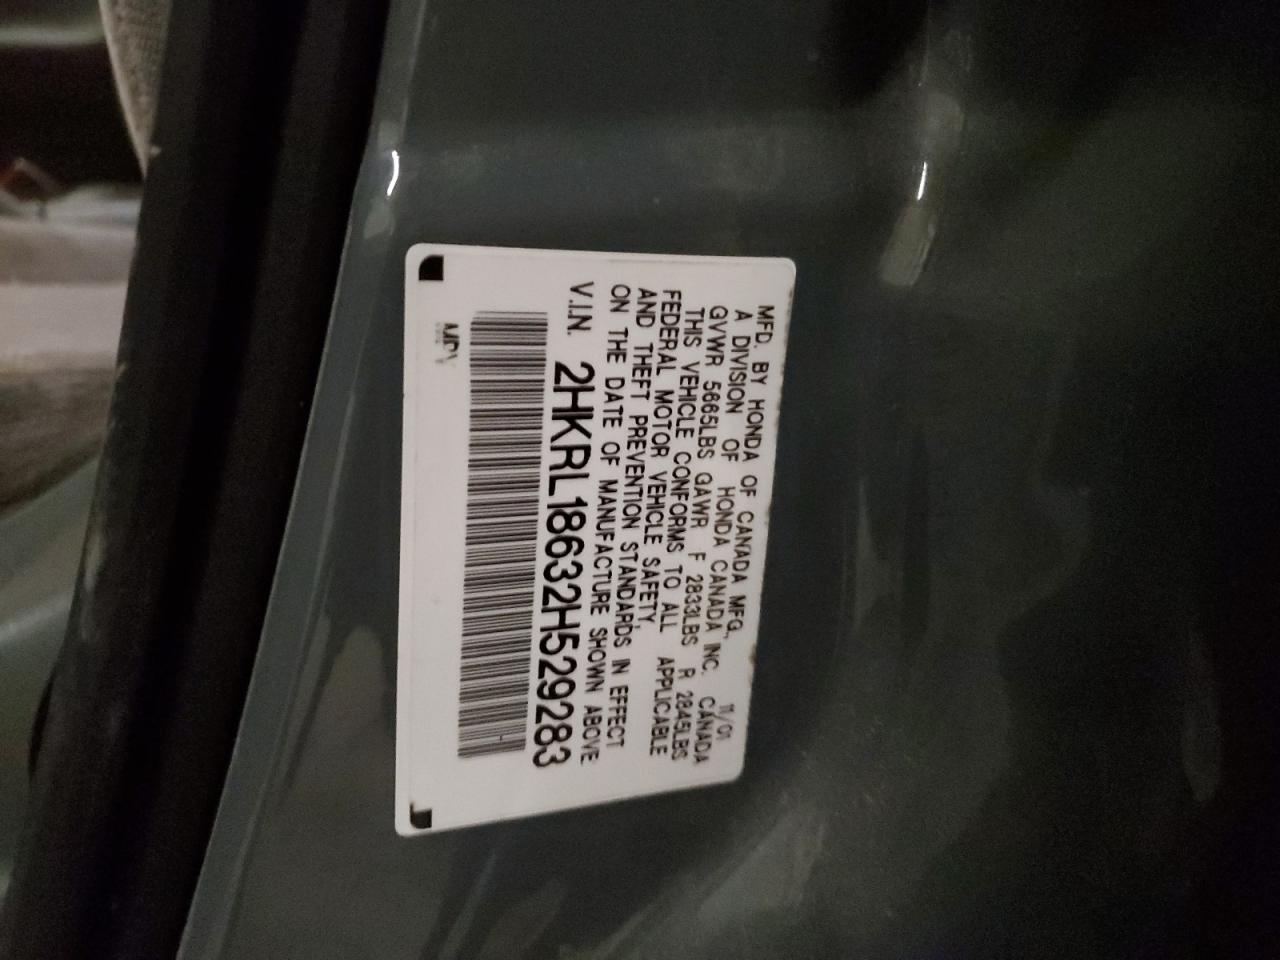 MFD. BY HONDA OF CANADA MFG., 11/01
A DIVISION OF HONDA CANADA, INC. CANADA
GVWR 5665LBS GAWR F 2833LBS R 2845LBS
THIS VEHICLE CONFORMS TO ALL APPLICABLE
FEDERAL MOTOR VEHICLE SAFETY,
AND THEFT PREVENTION STANDARDS IN EFFECT
ON THE DATE OF MANUFACTURE SHOWN ABOVE.
V.I.N. 2HKRL18632H529283
MPV